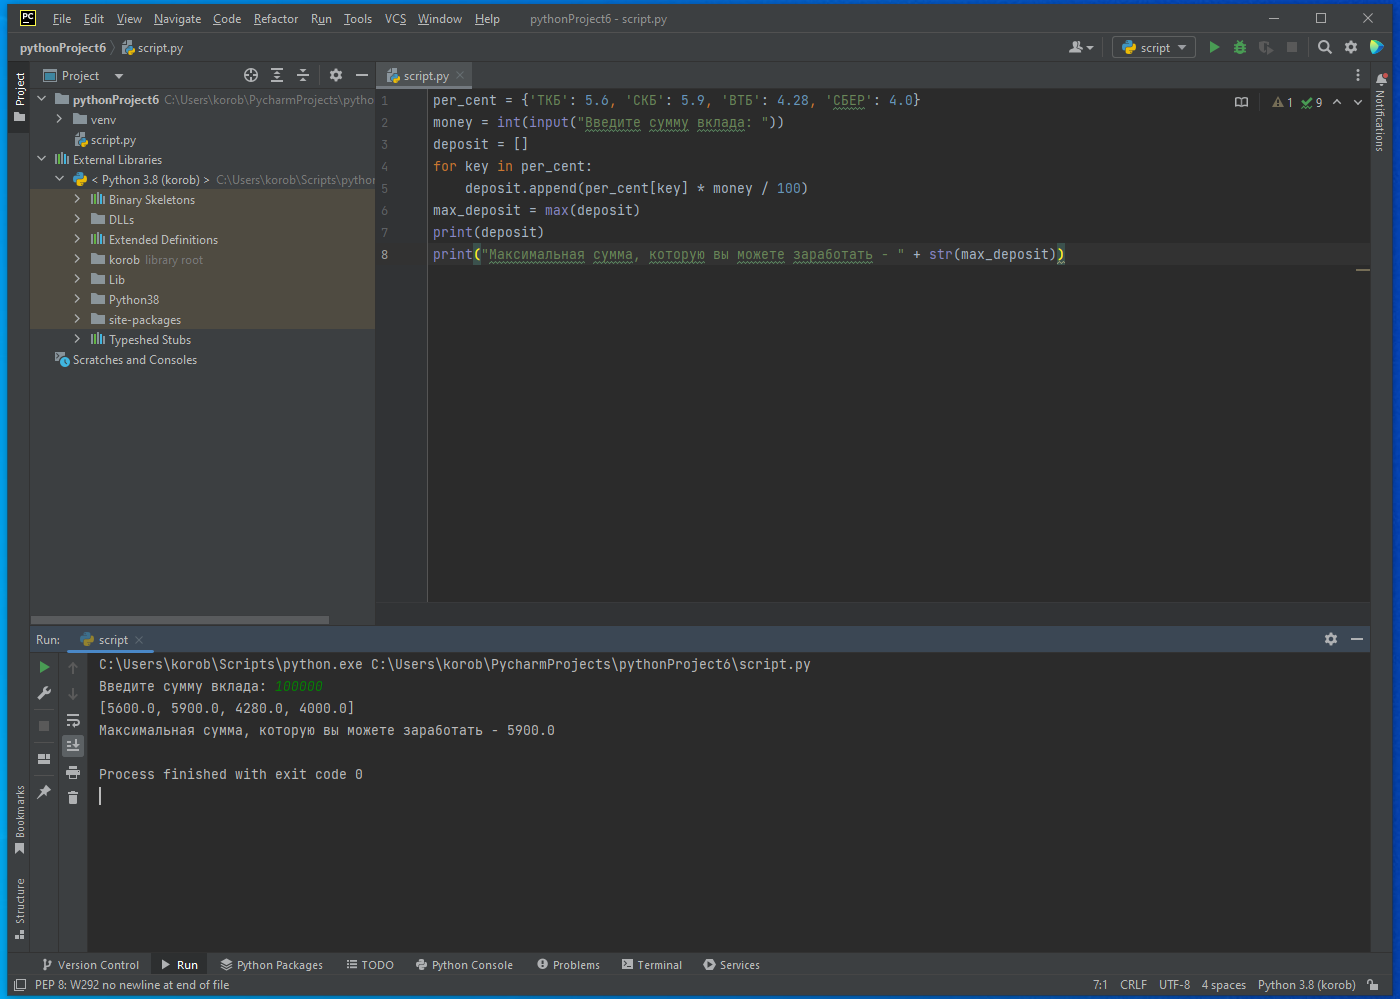 File Edit View Navigate Code Refactor Run Tools VCS Window Help pythonProject6 - script.py
pythonProject6 script.py script
Project
Project
pythonProject6 C:\Users\korob\PycharmProjects\pytho
venv
script.py
External Libraries
< Python 3.8 (korob) > C:\Users\korob\Scripts\python
Binary Skeletons
DLLs
Extended Definitions
korob library root
Lib
Python38
site-packages
Typeshed Stubs
Scratches and Consoles
script.py
1 per_cent = {'ТКБ': 5.6, 'СКБ': 5.9, 'ВТБ': 4.28, 'СБЕР': 4.0}
2 money = int(input("Введите сумму вклада: "))
3 deposit = []
4 for key in per_cent:
5     deposit.append(per_cent[key] * money / 100)
6 max_deposit = max(deposit)
7 print(deposit)
8 print("Максимальная сумма, которую вы можете заработать - " + str(max_deposit))
1 9
Notifications
Run: script
C:\Users\korob\Scripts\python.exe C:\Users\korob\PycharmProjects\pythonProject6\script.py
Введите сумму вклада: 100000
[5600.0, 5900.0, 4280.0, 4000.0]
Максимальная сумма, которую вы можете заработать - 5900.0
Process finished with exit code 0
Bookmarks
Structure
Version Control Run Python Packages TODO Python Console Problems Terminal Services
PEP 8: W292 no newline at end of file 7:1 CRLF UTF-8 4 spaces Python 3.8 (korob)